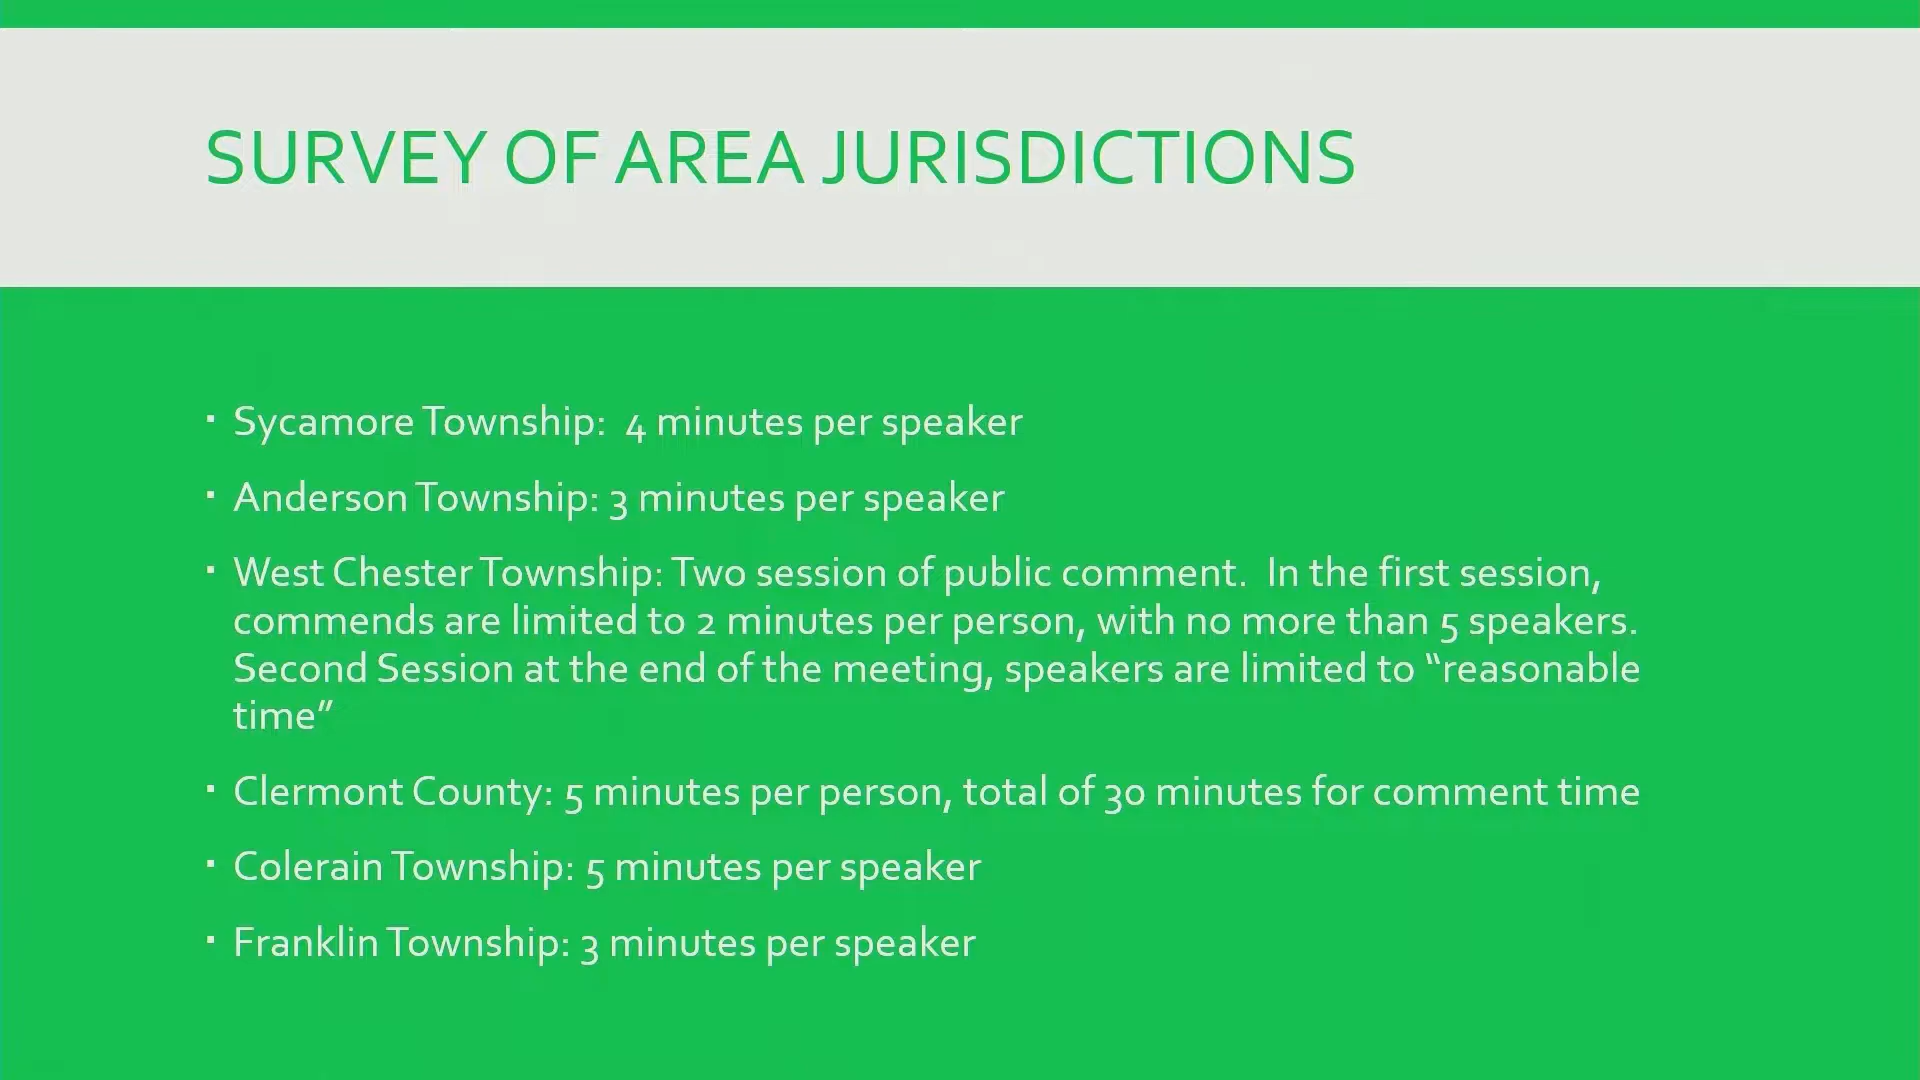 SURVEY OF AREA JURISDICTIONS
▪ Sycamore Township:  4 minutes per speaker
▪ Anderson Township: 3 minutes per speaker
▪ West Chester Township: Two session of public comment.  In the first session,
commends are limited to 2 minutes per person, with no more than 5 speakers.
Second Session at the end of the meeting, speakers are limited to “reasonable
time”
▪ Clermont County: 5 minutes per person, total of 30 minutes for comment time
▪ Colerain Township: 5 minutes per speaker
▪ Franklin Township: 3 minutes per speaker